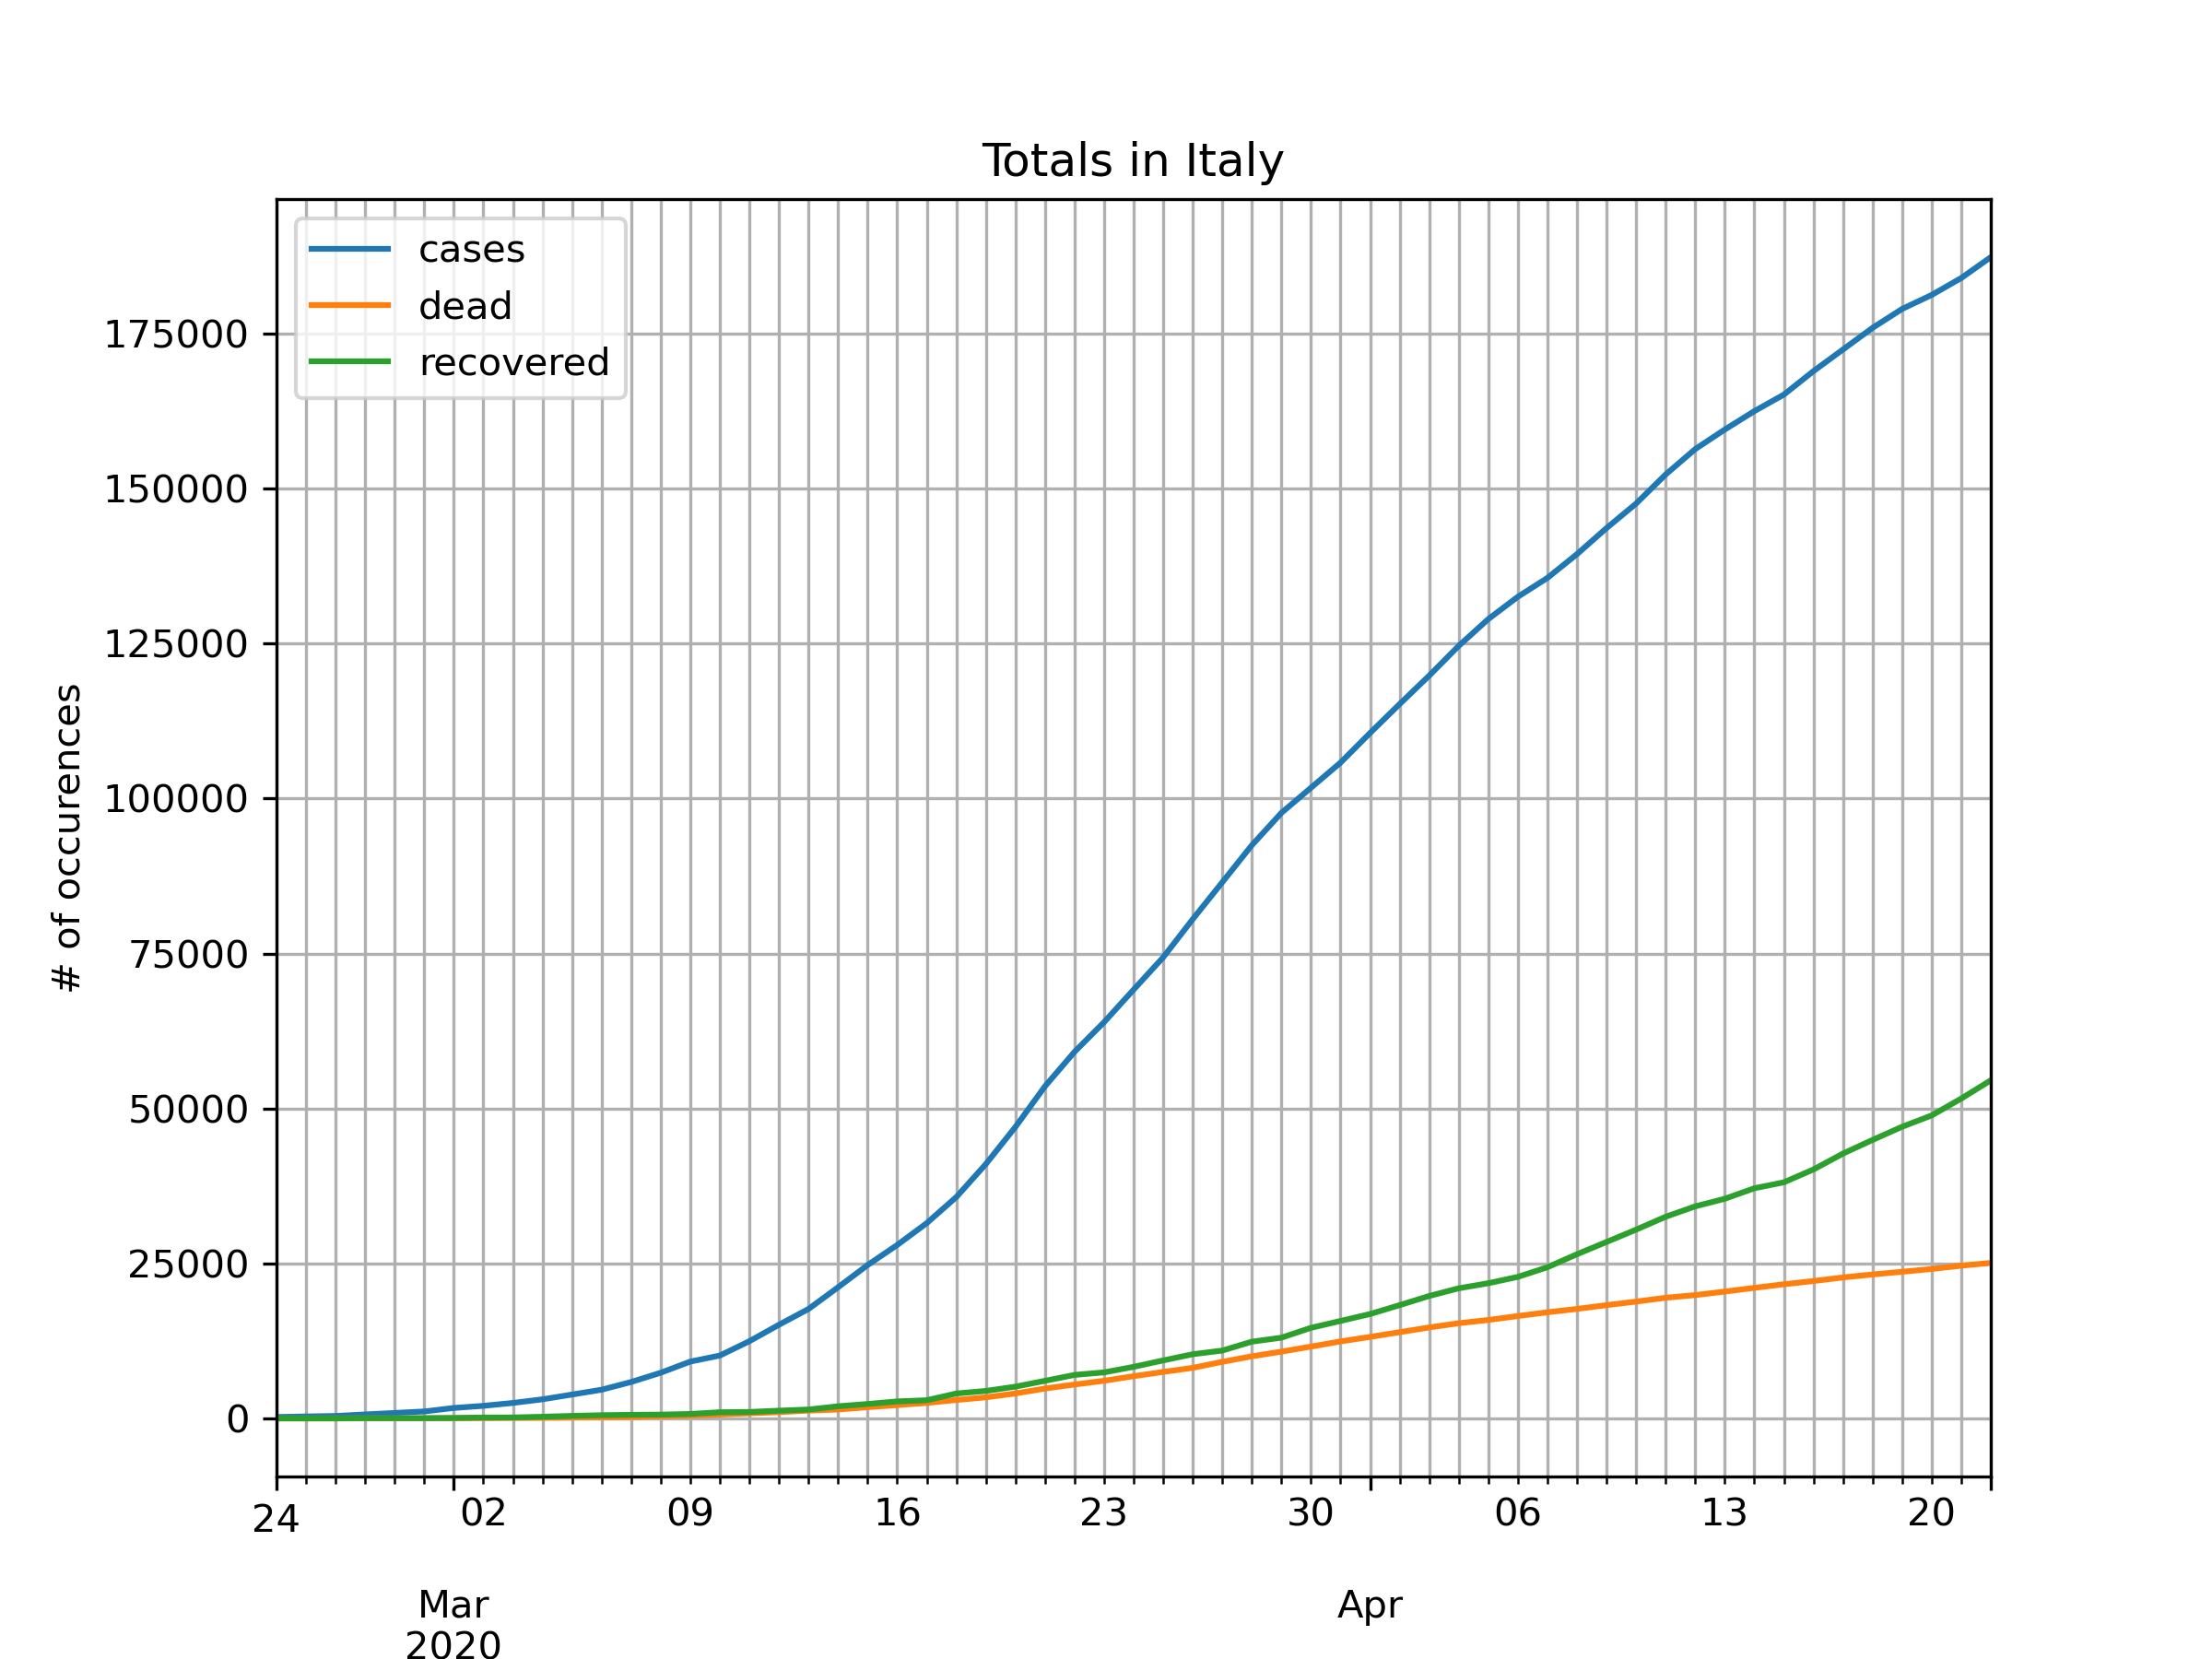 Totals in Italy
cases
dead
recovered
175000
150000
125000
100000
75000
50000
25000
0
# of occurences
24 02 09 16 23 30 06 13 20
Mar Apr
2020